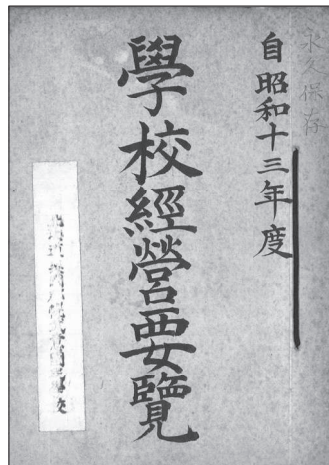 永久保存
自昭和十三年度
學校經營要覽